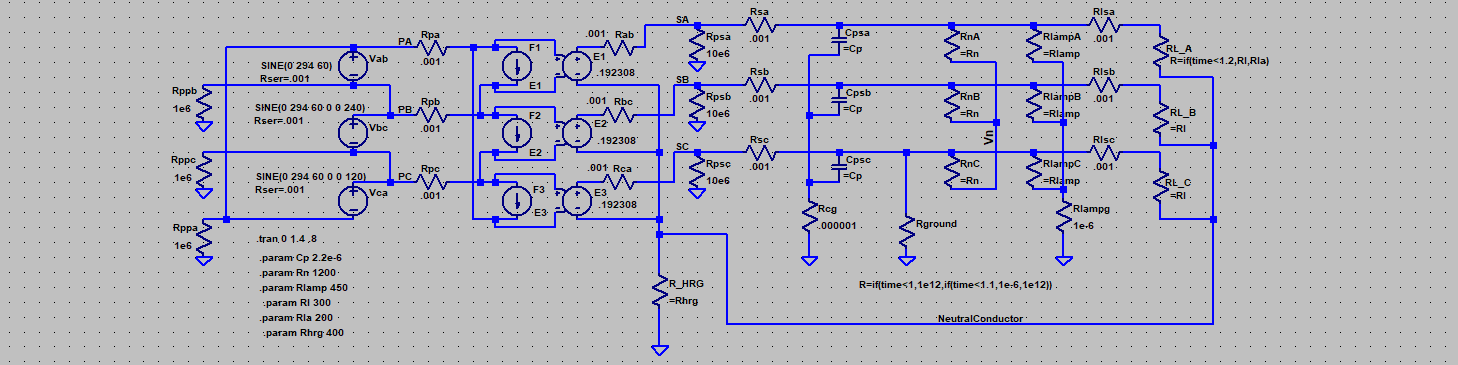 SA
Rsa
.001
Cpsa
=Cp
RnA
=Rn
RlampA
=Rlamp
Rlsa
.001
RL_A
R=if(time<1.2,Rl,Rla)
PA
Rpa
.001
.001
Rab
Rpsa
10e6
SINE(0 294 60)
Rser=.001
Vab
F1
E1
E1
.192308
Rppb
1e6
SB
Rsb
.001
Cpsb
=Cp
RnB
=Rn
RlampB
=Rlamp
Rlsb
.001
RL_B
=Rl
SINE(0 294 60 0 0 240)
Rser=.001
Vbc
PB
Rpb
.001
.001
Rbc
Rpsb
10e6
F2
E2
E2
.192308
Vn
Rppc
1e6
SC
Rsc
.001
Cpsc
=Cp
RnC
=Rn
RlampC
=Rlamp
Rlsc
.001
RL_C
=Rl
SINE(0 294 60 0 0 120)
Rser=.001
Vca
PC
Rpc
.001
.001
Rca
Rpsc
10e6
F3
E3
E3
.192308
Rppa
1e6
Rcg
.000001
Rground
Rlampg
1e-6
.tran 0 1.4 .8
.param Cp 2.2e-6
.param Rn 1200
.param Rlamp 450
.param Rl 300
.param Rla 200
.param Rhrg 400
R_HRG
=Rhrg
R=if(time<1,1e12,if(time<1.1,1e-6,1e12))
NeutralConductor